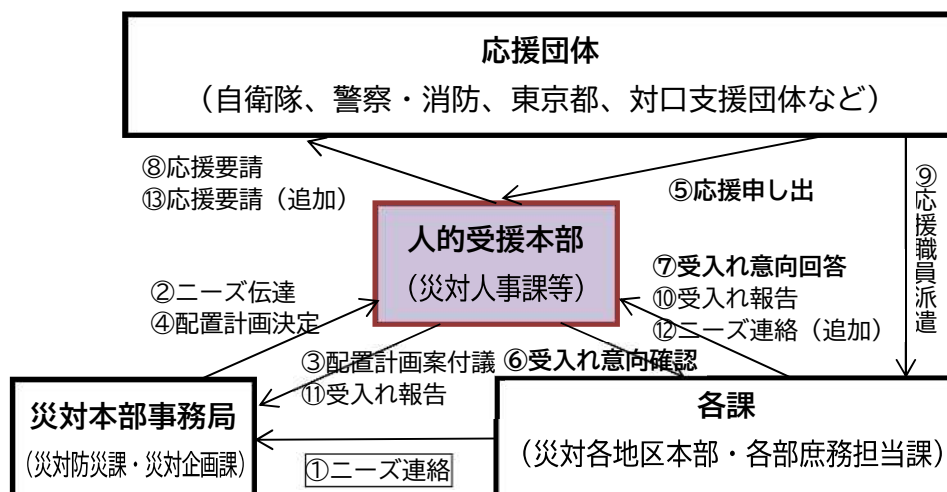 応援団体
（自衛隊、警察・消防、東京都、対口支援団体など）
⑧応援要請
⑬応援要請（追加）
⑤応援申し出
⑨応援職員派遣
人的受援本部
（災対人事課等）
②ニーズ伝達
④配置計画決定
⑦受入れ意向回答
⑩受入れ報告
⑫ニーズ連絡（追加）
③配置計画案付議
⑪受入れ報告
⑥受入れ意向確認
災対本部事務局
（災対防災課・災対企画課）
①ニーズ連絡
各課
（災対各地区本部・各部庶務担当課）